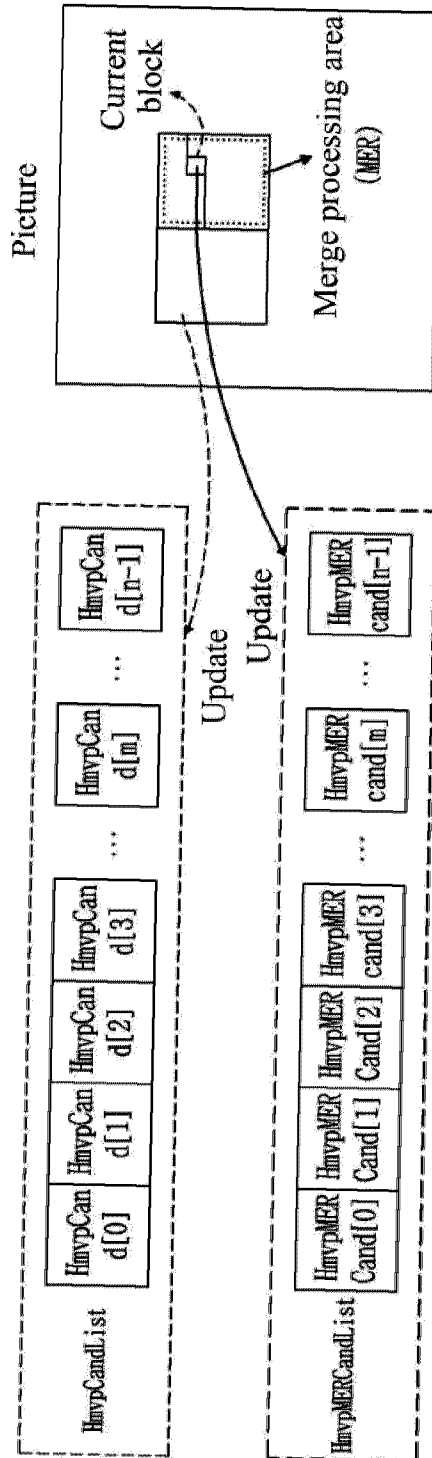 HmvpCandList
HmvpCan
d[0]
HmvpCan
d[1]
HmvpCan
d[2]
HmvpCan
d[3]
...
HmvpCan
d[m]
...
HmvpCan
d[n-1]
Update
HmvpMERCandList
HmvpMER
Cand[0]
HmvpMER
Cand[1]
HmvpMER
Cand[2]
HmvpMER
cand[3]
...
HmvpMER
cand[m]
...
HmvpMER
cand[n-1]
Update
Picture
Current
block
Merge processing area
(MER)